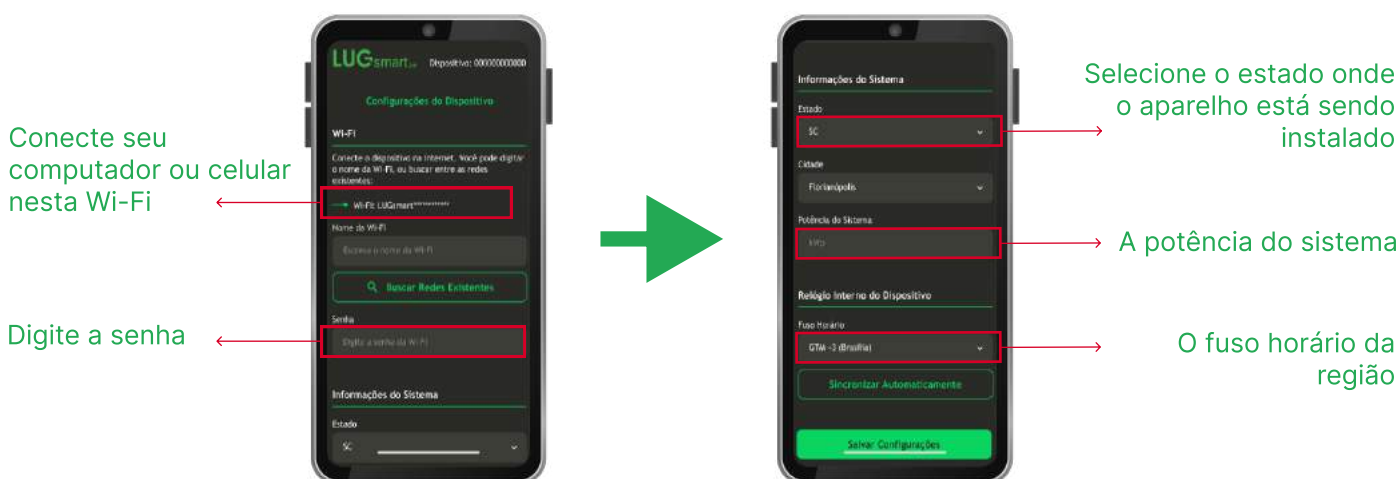 Conecte seu
computador ou celular
nesta Wi-Fi
Digite a senha
LUGsmart
Dispositivo: 000000000000
Configurações do Dispositivo
Wi-Fi
Conecte o dispositivo na internet. Você pode digitar
o nome da Wi-Fi, ou buscar entre as redes
existentes:
Wi-Fi: LUGsmart***********
Nome do Wi-Fi
Escreva o nome da Wi-Fi
Buscar Redes Existentes
Senha
Digite a senha da Wi-Fi
Informações do Sistema
Estado
SC
Informações do Sistema
Estado
SC
Cidade
Florianópolis
Potência do Sistema
kWp
Relógio Interno do Dispositivo
Fuso Horário
GTM -3 (Brasília)
Sincronizar Automaticamente
Salvar Configurações
Selecione o estado onde
o aparelho está sendo
instalado
A potência do sistema
O fuso horário da
região